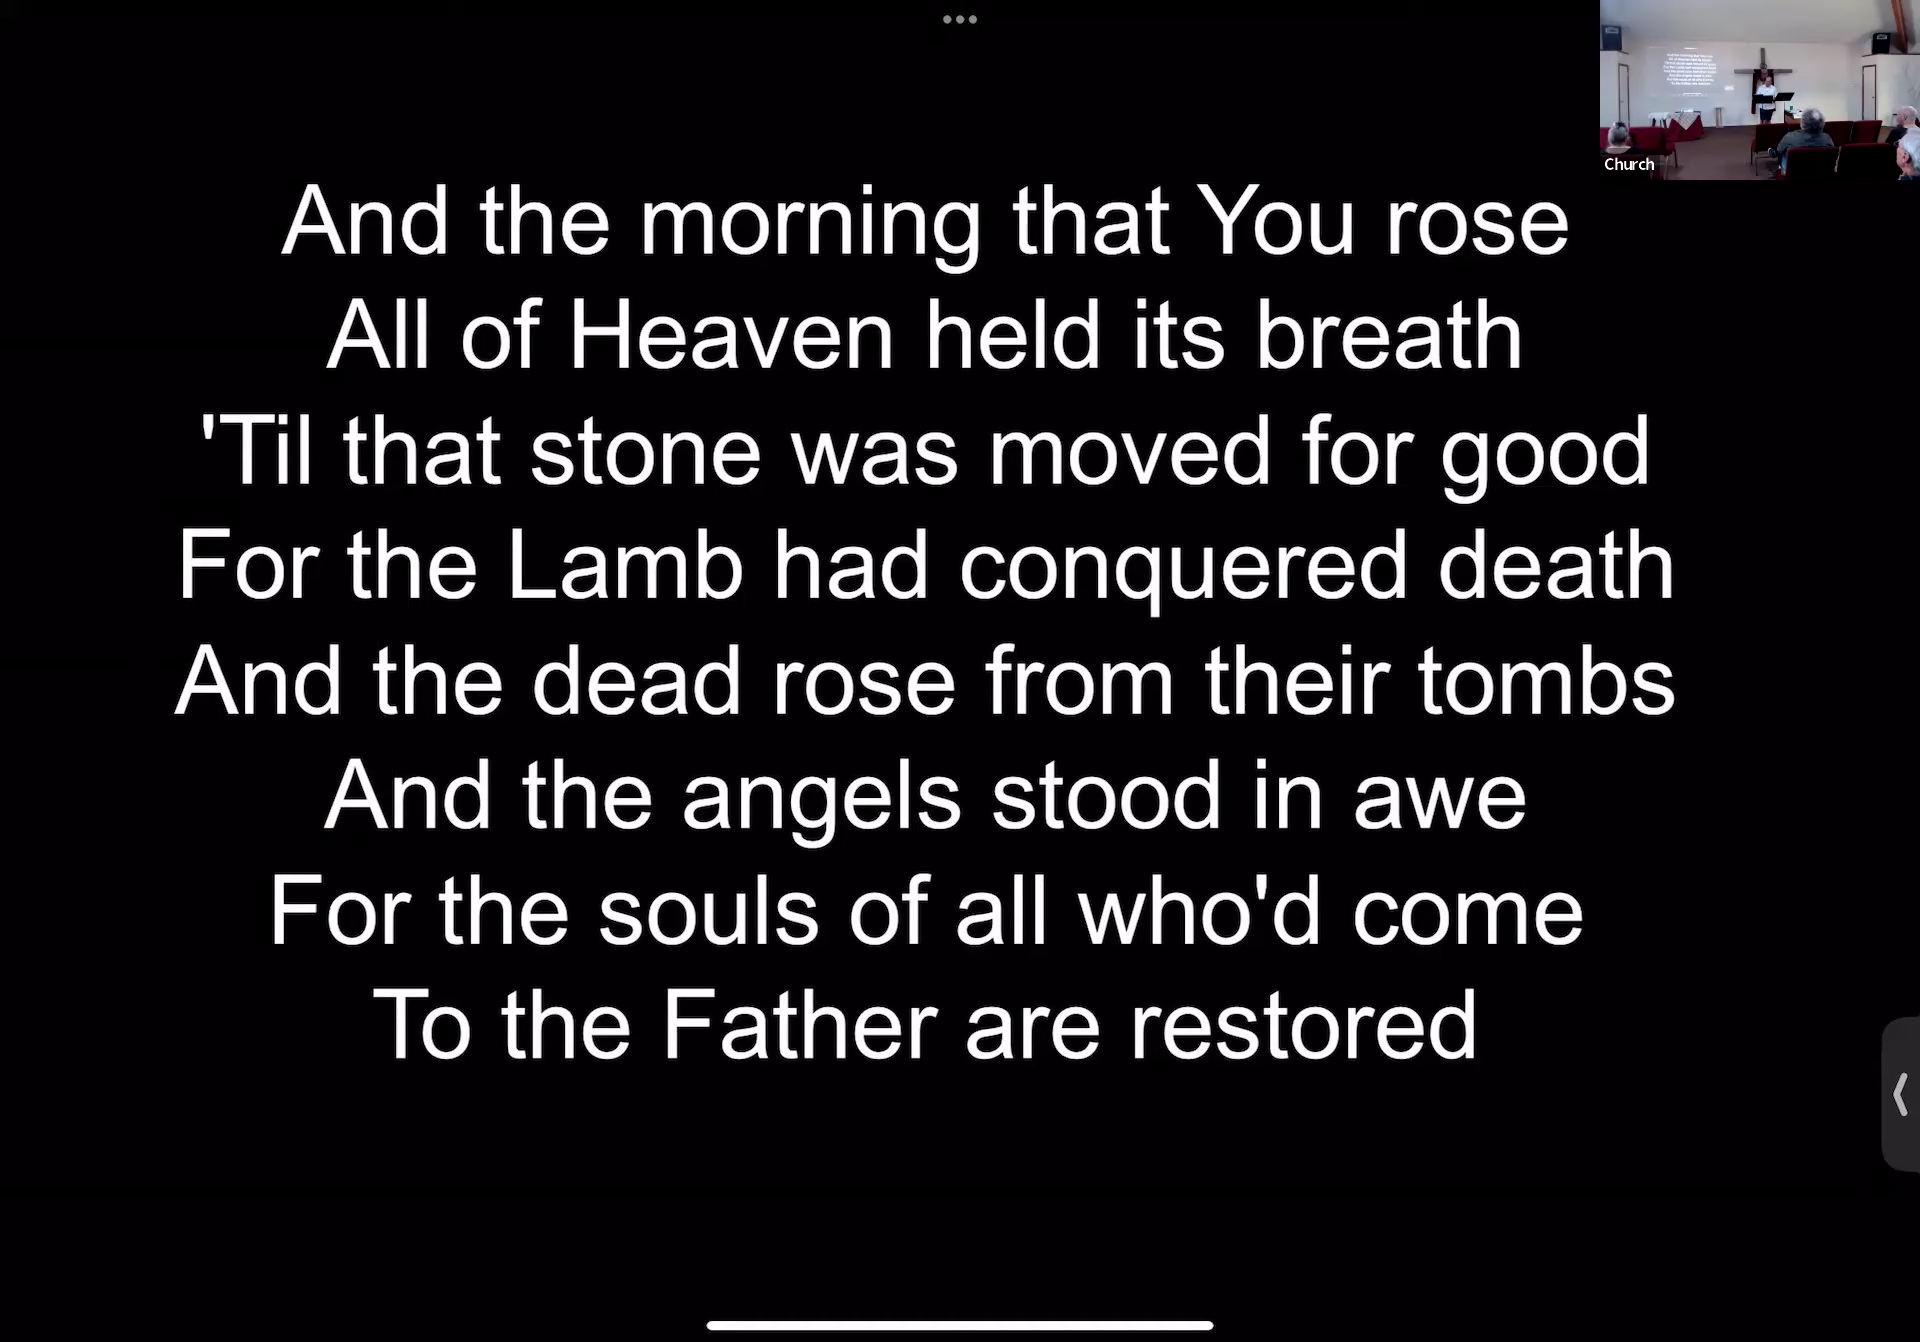 And the morning that You rose
All of Heaven held its breath
'Til that stone was moved for good
For the Lamb had conquered death
And the dead rose from their tombs
And the angels stood in awe
For the souls of all who'd come
To the Father are restored
Church